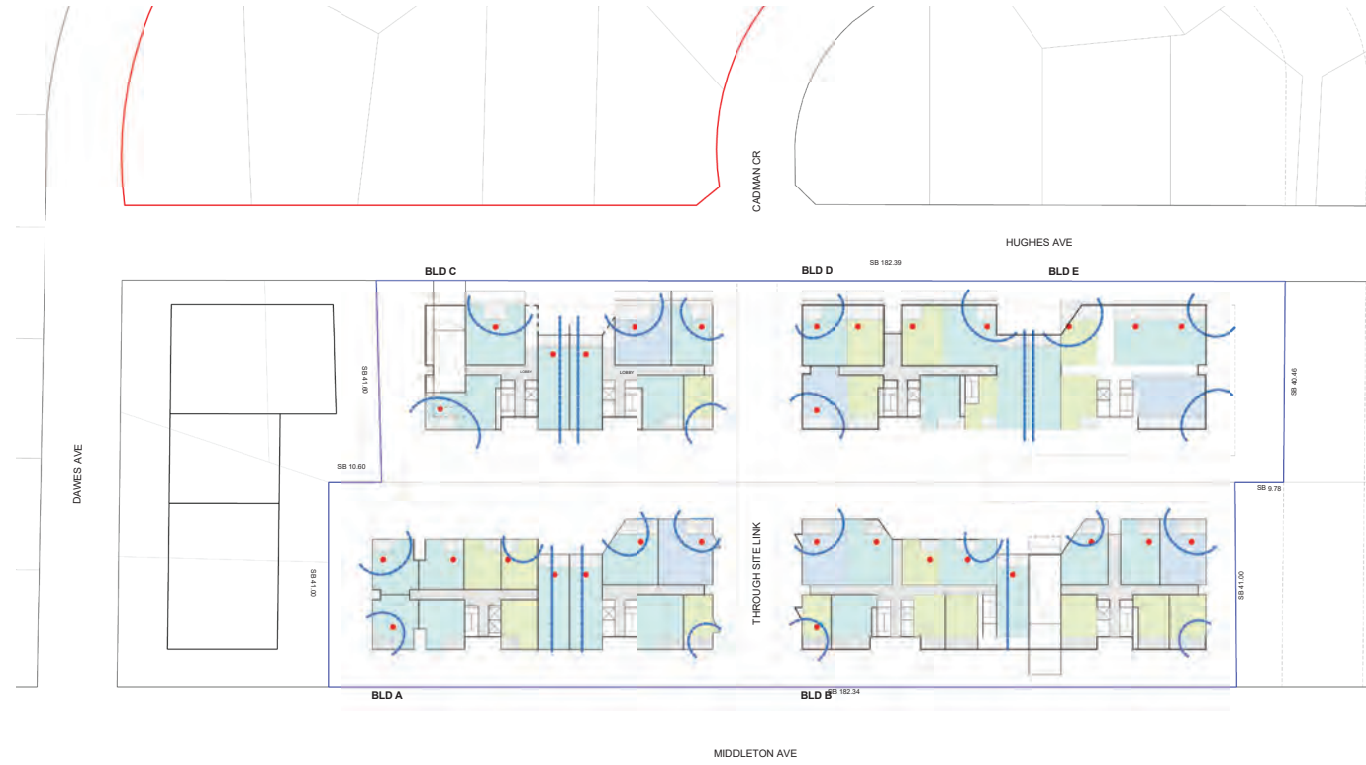 CADMAN CR
HUGHES AVE
SB 182.39
BLD C
BLD D
BLD E
LOBBY
LOBBY
SB 41.60
SB 40.46
DAWES AVE
SB 10.60
SB 9.78
THROUGH SITE LINK
SB 41.00
SB 41.00
BLD A
BLD B
SB 182.34
MIDDLETON AVE